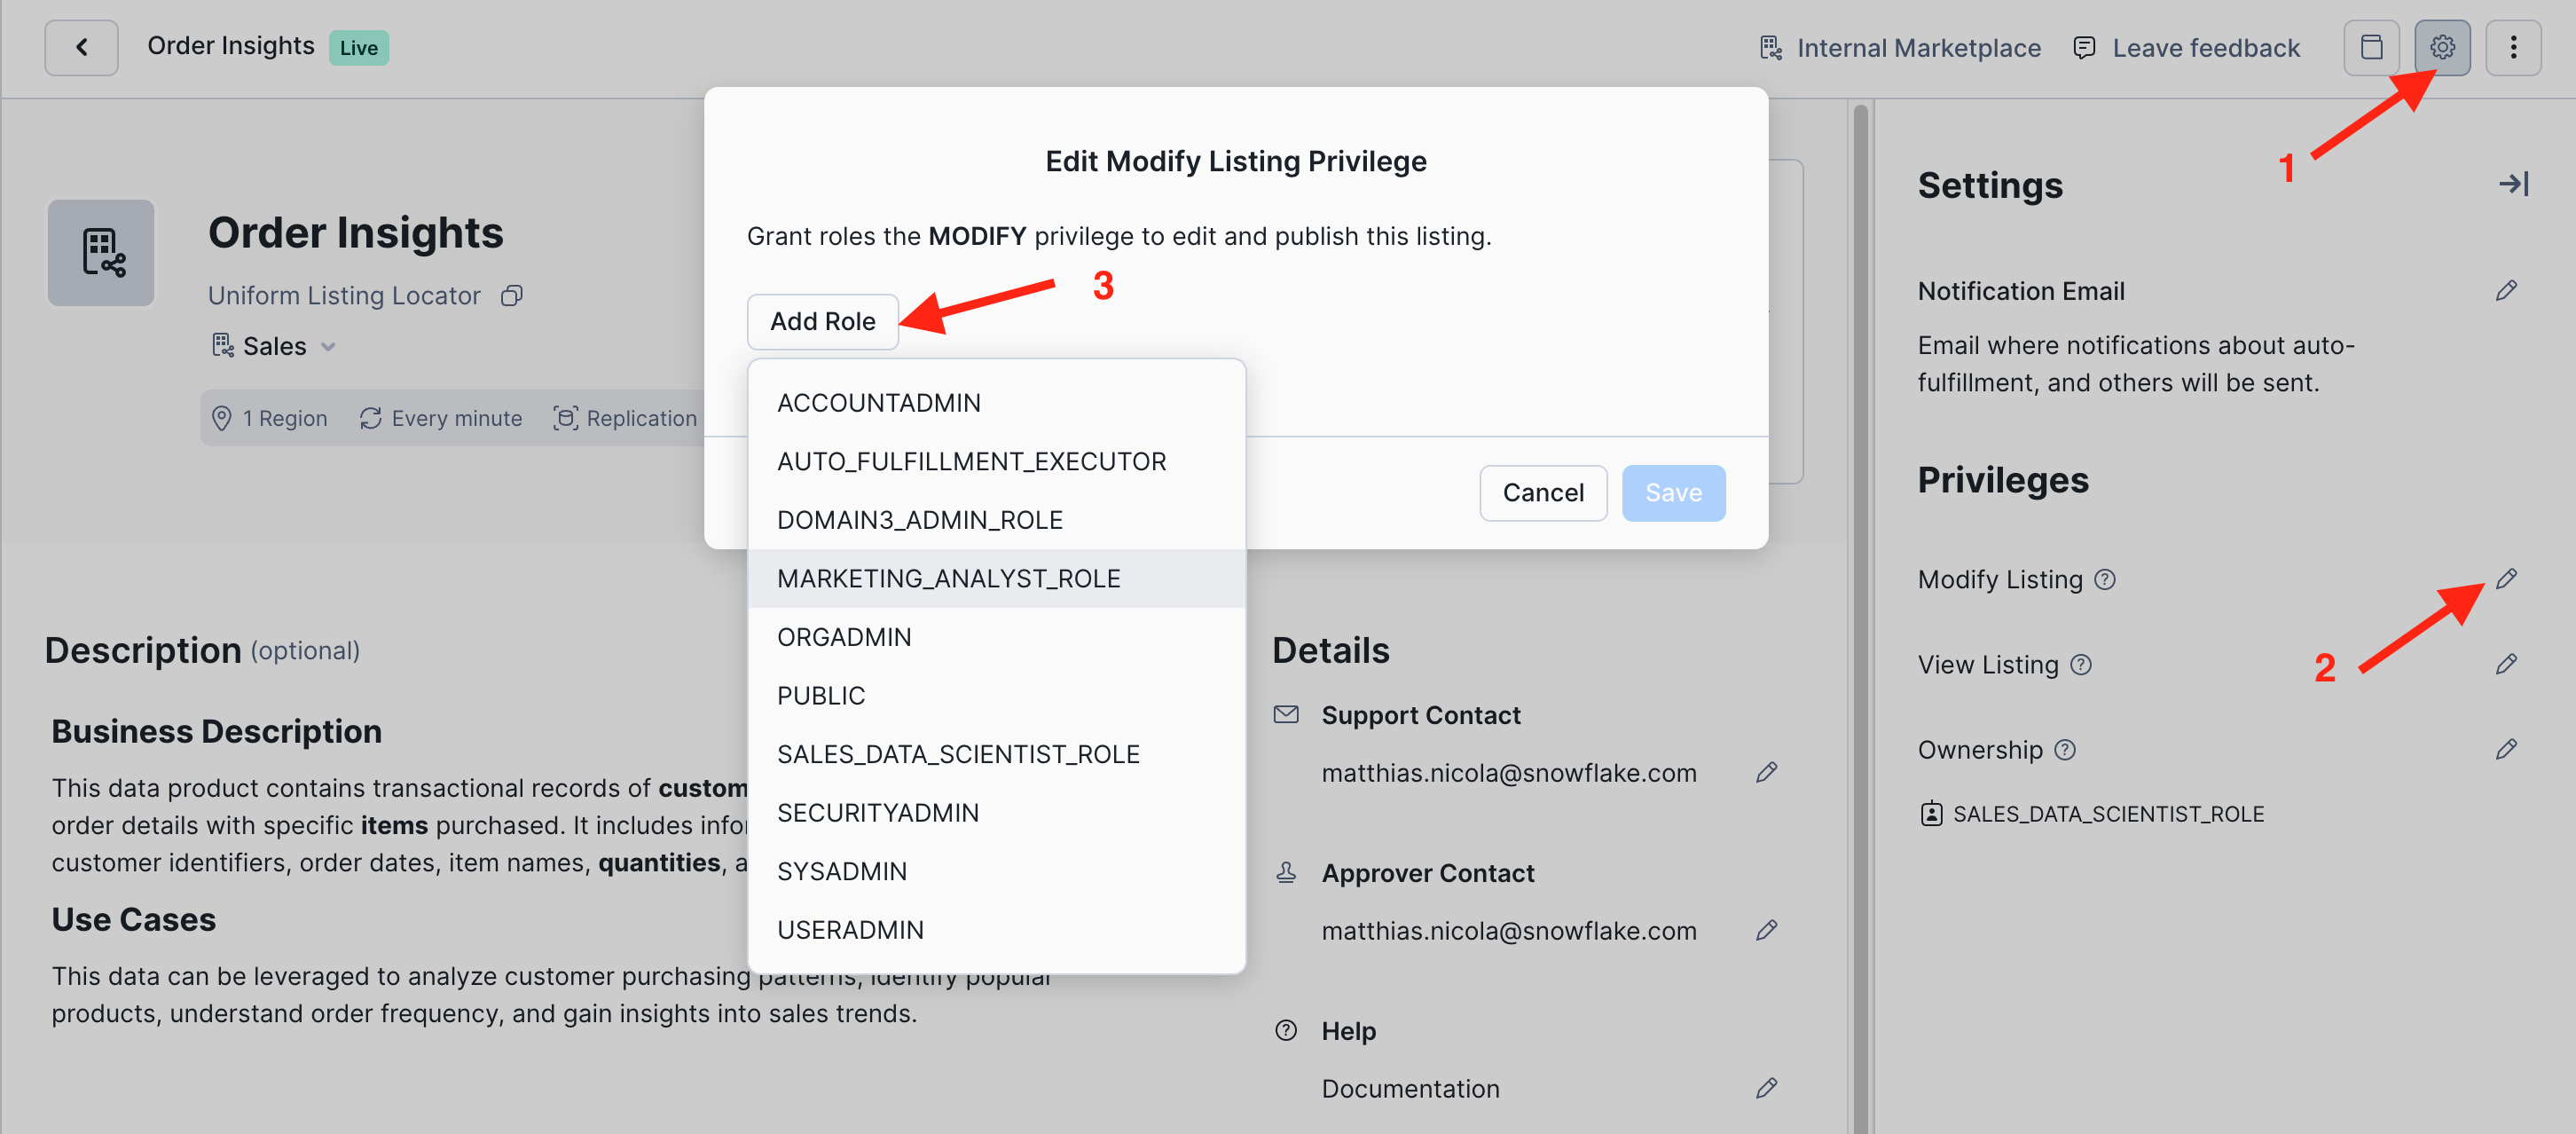 Order Insights Live
Internal Marketplace
Leave feedback
1
Order Insights
Uniform Listing Locator
Sales
1 Region Every minute Replication
Edit Modify Listing Privilege
Grant roles the MODIFY privilege to edit and publish this listing.
3
Add Role
ACCOUNTADMIN
AUTO_FULFILLMENT_EXECUTOR
DOMAIN3_ADMIN_ROLE
MARKETING_ANALYST_ROLE
ORGADMIN
PUBLIC
SALES_DATA_SCIENTIST_ROLE
SECURITYADMIN
SYSADMIN
USERADMIN
Cancel Save
Description (optional)
Business Description
This data product contains transactional records of custom
order details with specific items purchased. It includes infor
customer identifiers, order dates, item names, quantities, a
Use Cases
This data can be leveraged to analyze customer purchasing patterns, identify popular
products, understand order frequency, and gain insights into sales trends.
Details
Support Contact
matthias.nicola@snowflake.com
Approver Contact
matthias.nicola@snowflake.com
Help
Documentation
Settings
Notification Email
Email where notifications about auto-
fulfillment, and others will be sent.
Privileges
Modify Listing
2
View Listing
Ownership
SALES_DATA_SCIENTIST_ROLE